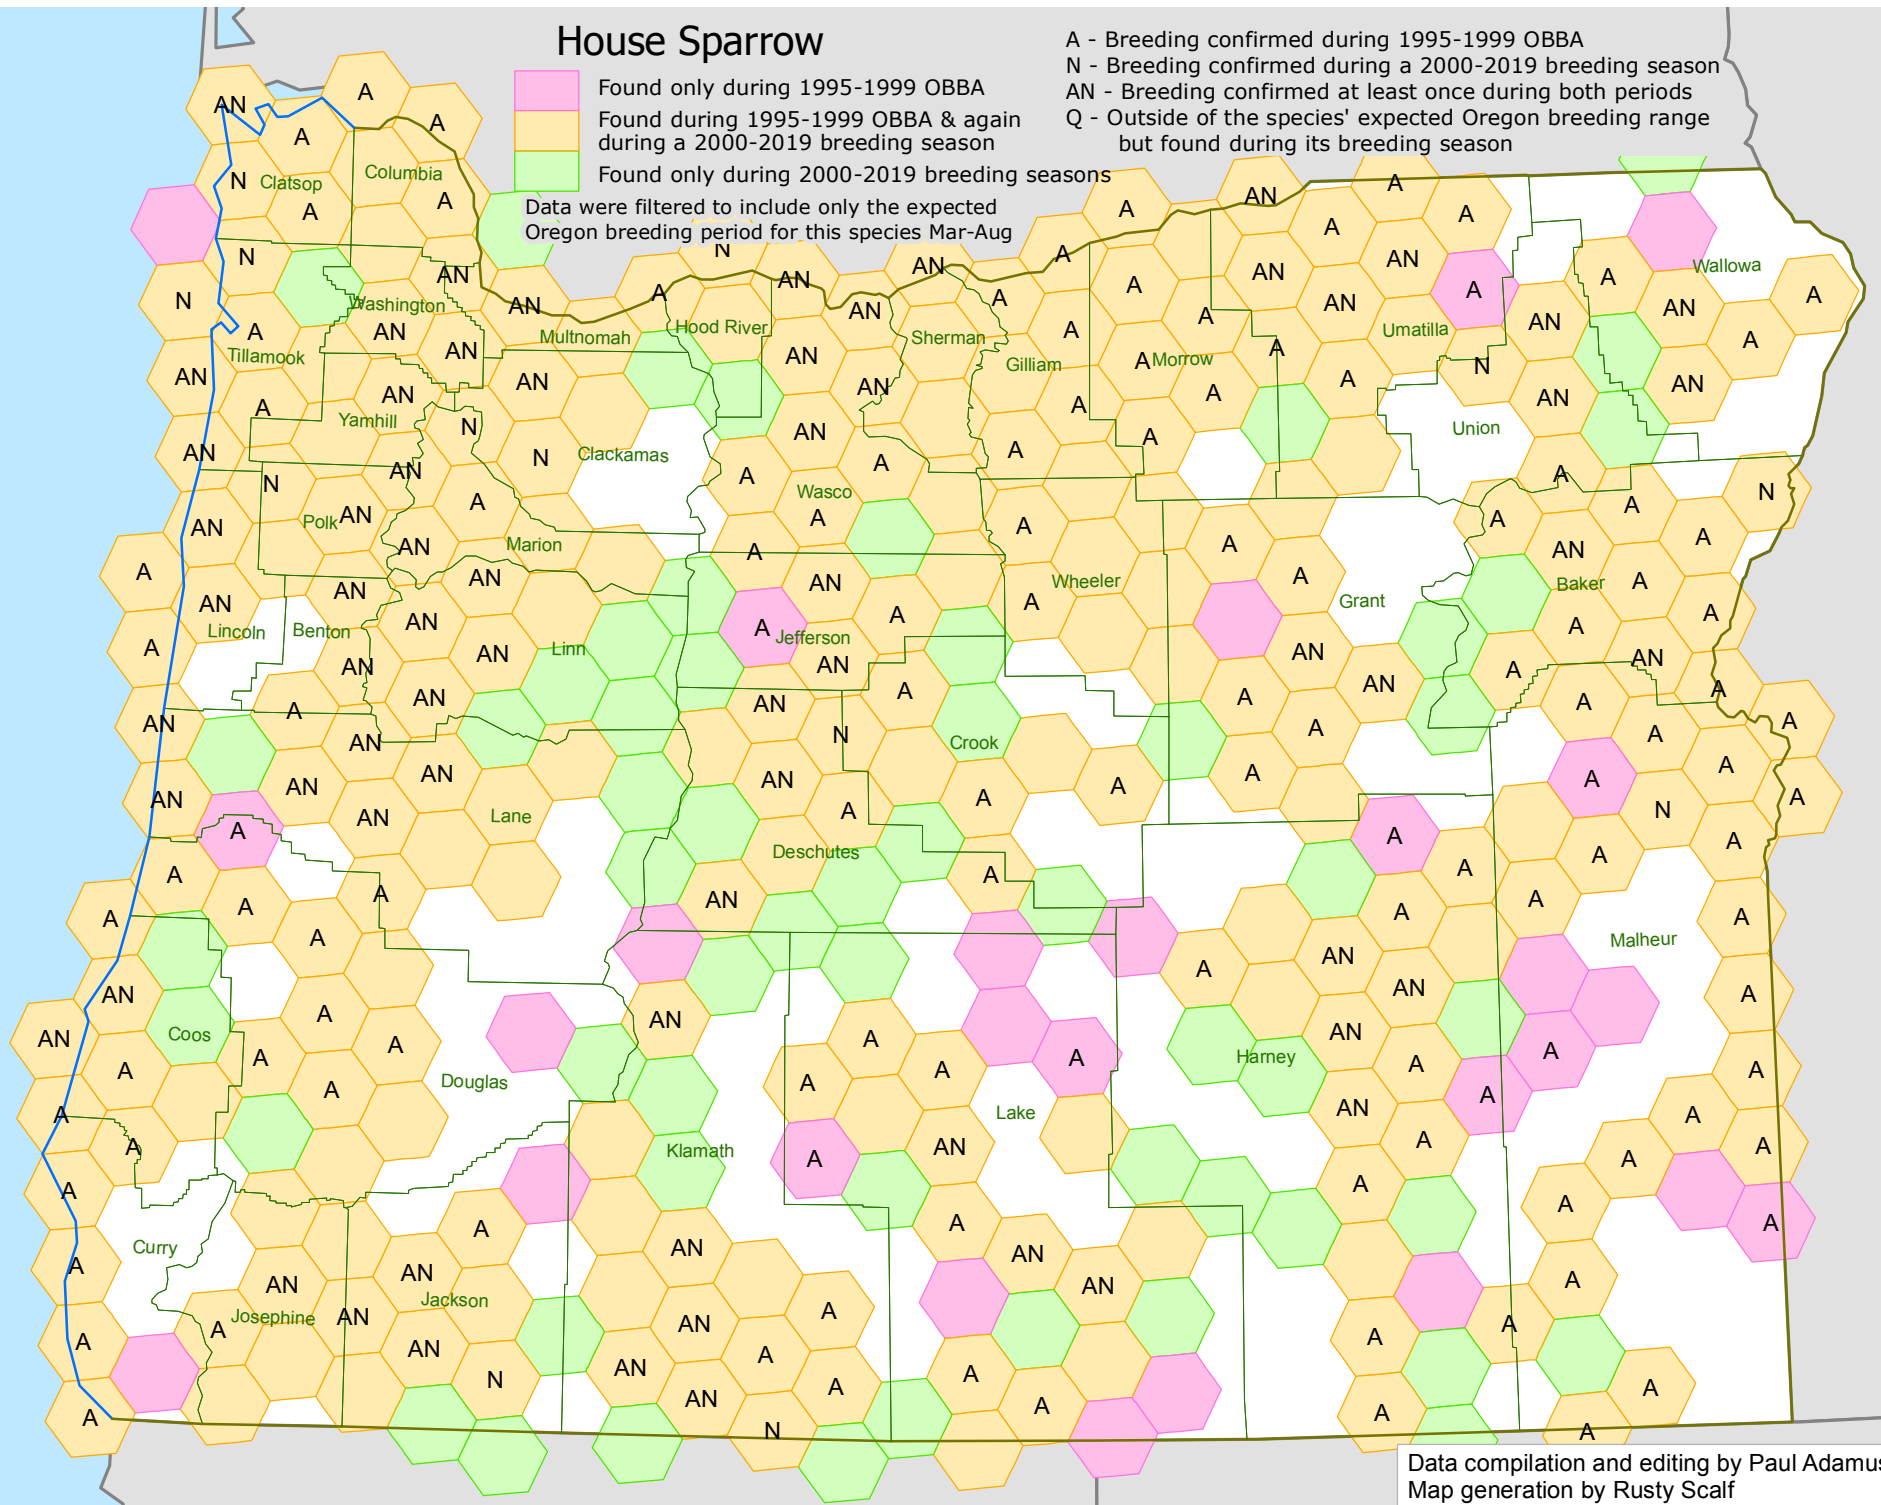 House Sparrow
Found only during 1995-1999 OBBA
Found during 1995-1999 OBBA & again
during a 2000-2019 breeding season
Found only during 2000-2019 breeding seasons
Data were filtered to include only the expected
Oregon breeding period for this species Mar-Aug
A - Breeding confirmed during 1995-1999 OBBA
N - Breeding confirmed during a 2000-2019 breeding season
AN - Breeding confirmed at least once during both periods
Q - Outside of the species' expected Oregon breeding range
but found during its breeding season
Clatsop
Columbia
Washington
Tillamook
Multnomah
Hood River
Sherman
Gilliam
Morrow
Umatilla
Wallowa
Yamhill
Clackamas
Union
Wasco
Polk
Marion
Wheeler
Grant
Baker
Lincoln
Benton
Linn
Jefferson
Crook
Lane
Deschutes
Malheur
Coos
Douglas
Harney
Lake
Klamath
Curry
Josephine
Jackson
Data compilation and editing by Paul Adamus
Map generation by Rusty Scalf